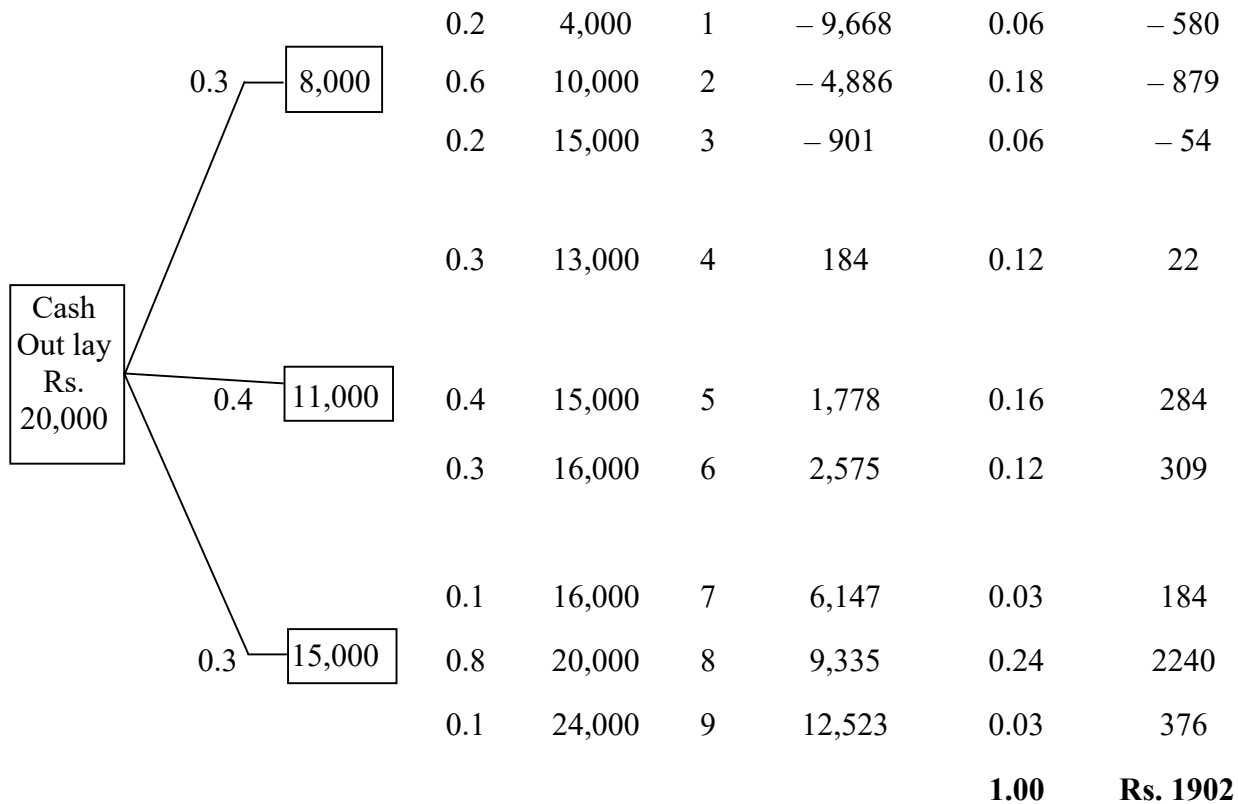 0.2 4,000 1 – 9,668 0.06 – 580
0.3 8,000 0.6 10,000 2 – 4,886 0.18 – 879
0.2 15,000 3 – 901 0.06 – 54
0.3 13,000 4 184 0.12 22
Cash
Out lay
Rs.
20,000
0.4 11,000 0.4 15,000 5 1,778 0.16 284
0.3 16,000 6 2,575 0.12 309
0.1 16,000 7 6,147 0.03 184
0.3 15,000 0.8 20,000 8 9,335 0.24 2240
0.1 24,000 9 12,523 0.03 376
1.00 Rs. 1902